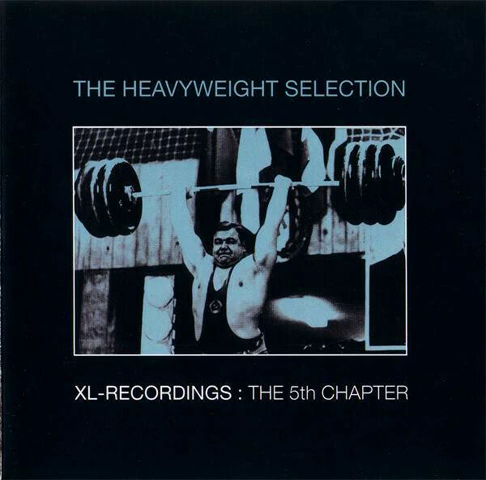 THE HEAVYWEIGHT SELECTION
XL-RECORDINGS : THE 5th CHAPTER